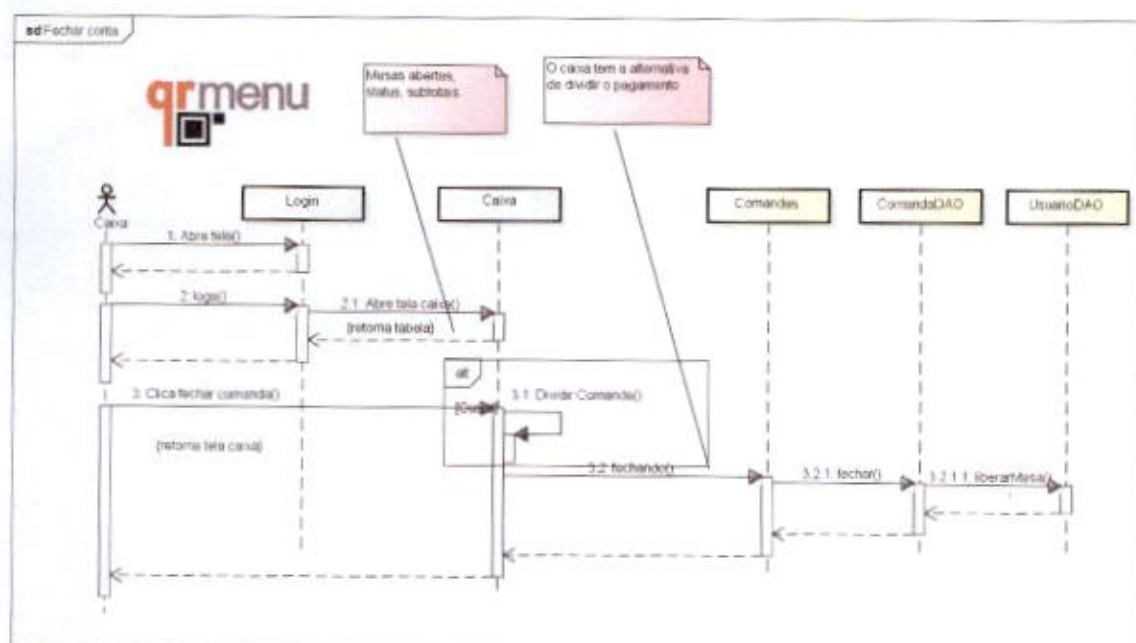 sd Fechar conta
qrmenu
Mesas abertas,
status, subtotais
O caixa tem a alternativa
de dividir o pagamento
Caixa
Login
Caixa
Comandas
ComandaDAO
UsuarioDAO
1: Abre tela()
2: loga()
2.1: Abre tela caixa()
(retorna tabela)
alt
3: Clica fechar comanda()
3.1: Dividir Comanda()
(retorna tela caixa)
3.2: fechando()
3.2.1: fechar()
3.2.1.1: liberarMesa()